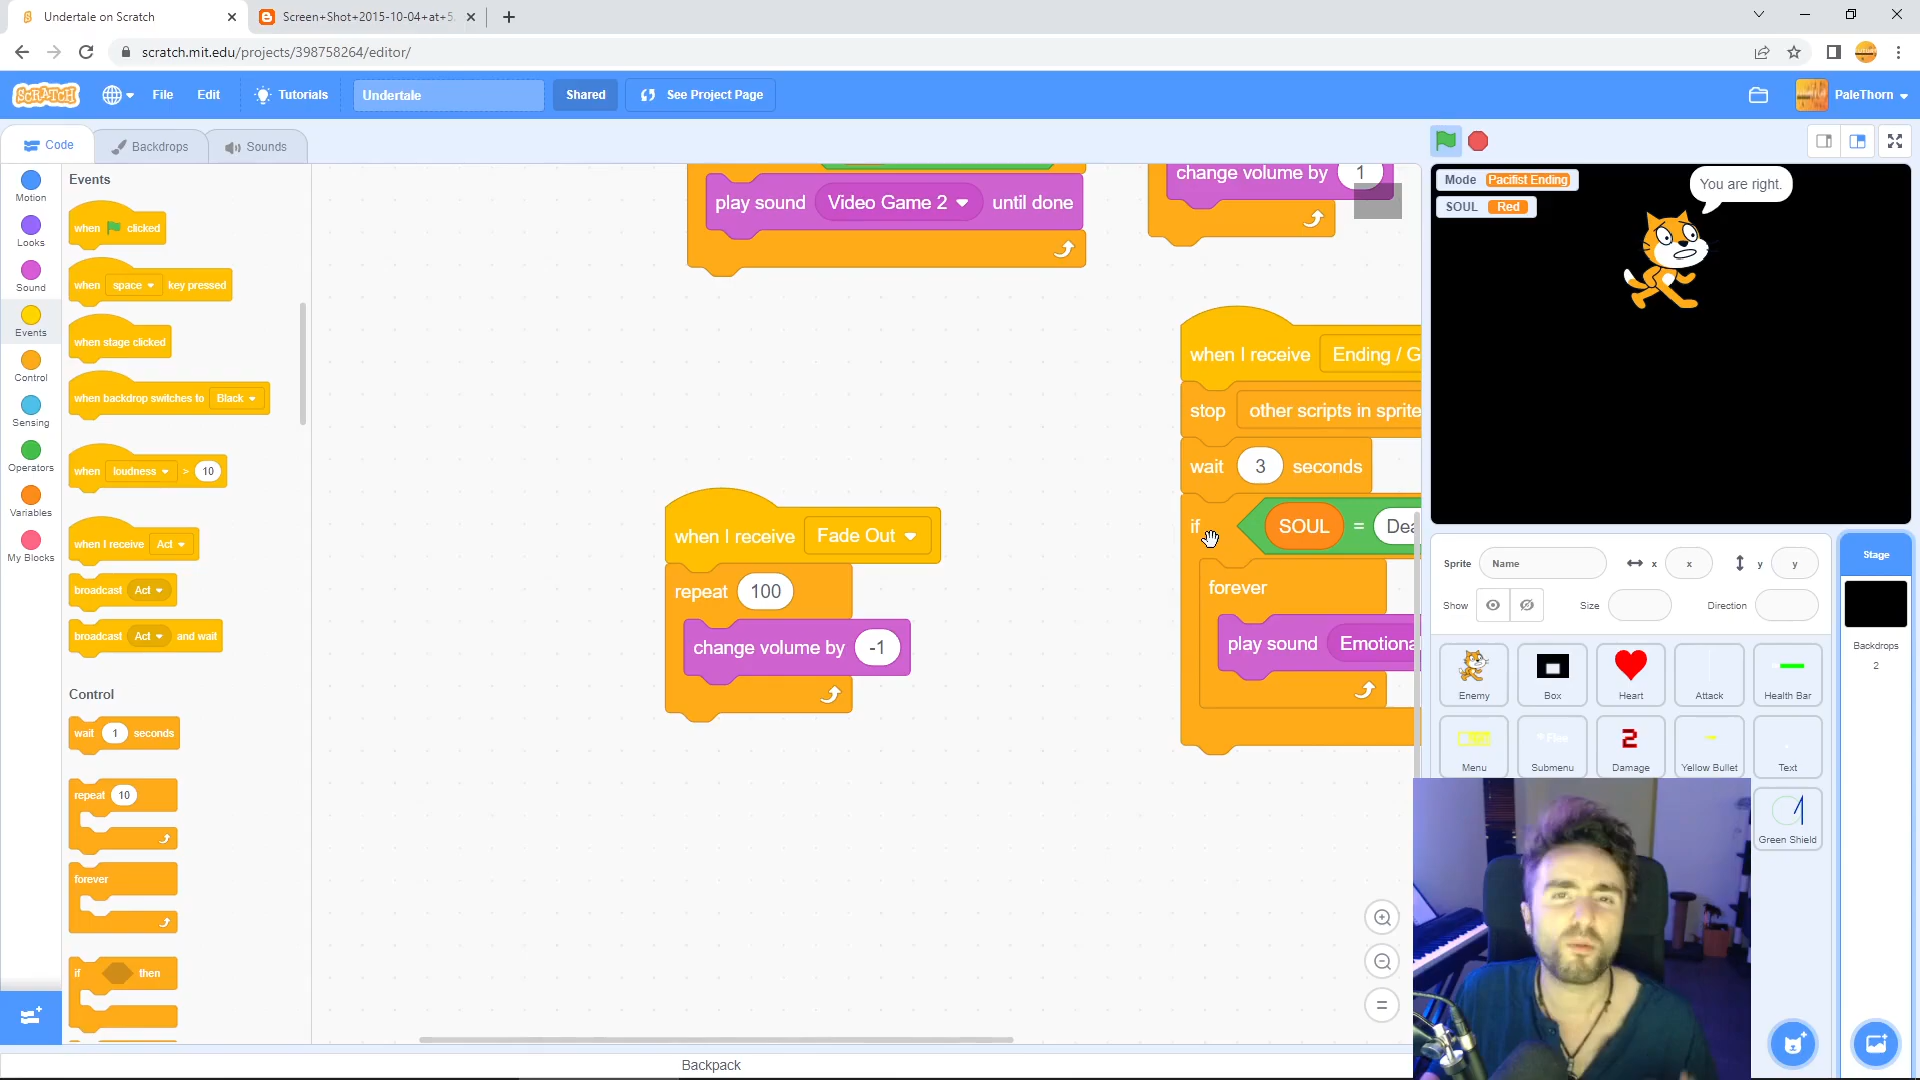 Undertale on Scratch
Screen+Shot+2015-10-04+at+5.
scratch.mit.edu/projects/398758264/editor/
SCRATCH
File
Edit
Tutorials
Undertale
Shared
See Project Page
PaleThorn
Code
Backdrops
Sounds
Motion
Looks
Sound
Events
Control
Sensing
Operators
Variables
My Blocks
Events
when clicked
when space key pressed
when stage clicked
when backdrop switches to Black
when loudness > 10
when I receive Act
broadcast Act
broadcast Act and wait
Control
wait 1 seconds
repeat 10
forever
if then
play sound Video Game 2 until done
change volume by 1
when I receive Fade Out
repeat 100
change volume by -1
when I receive Ending / G
stop other scripts in sprite
wait 3 seconds
if SOUL = Dea
forever
play sound Emotiona
Mode Pacifist Ending
SOUL Red
You are right.
Sprite Name x x y y
Show Size Direction
Stage
Backdrops
2
Enemy
Box
Heart
Attack
Health Bar
Flee
2
Menu
Submenu
Damage
Yellow Bullet
Text
Green Shield
Backpack